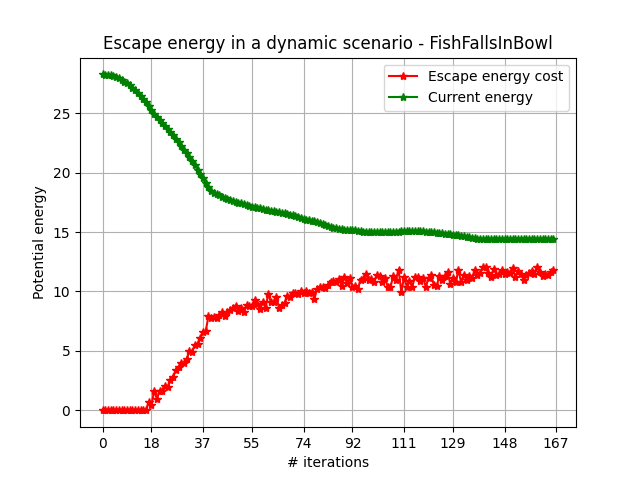 Escape energy in a dynamic scenario - FishFallsInBowl
Escape energy cost
Current energy
Potential energy
25
20
15
10
5
0
0 18 37 55 74 92 111 129 148 167
# iterations